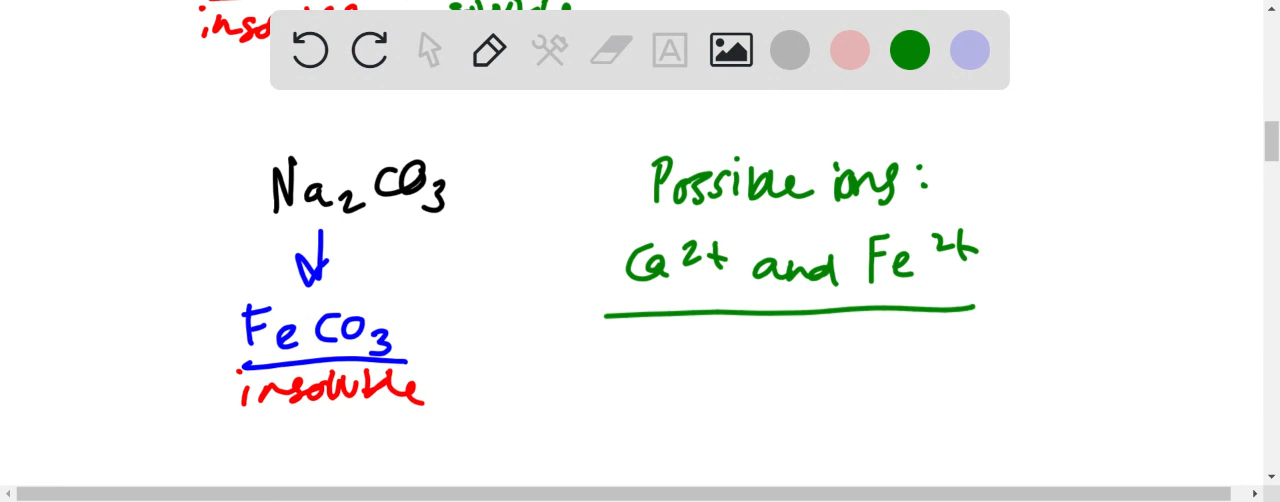 Na₂CO₃
Possible ions:
Ca²⁺ and Fe²⁺
FeCO₃
insoluble
A